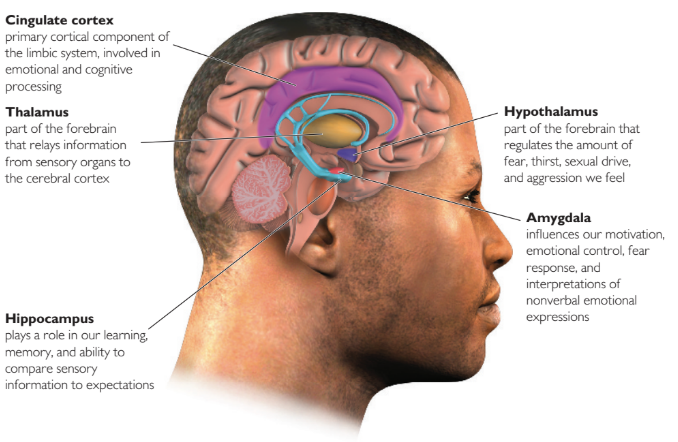 Cingulate cortex
primary cortical component of
the limbic system, involved in
emotional and cognitive
processing
Thalamus
part of the forebrain
that relays information
from sensory organs to
the cerebral cortex
Hippocampus
plays a role in our learning,
memory, and ability to
compare sensory
information to expectations
Hypothalamus
part of the forebrain that
regulates the amount of
fear, thirst, sexual drive,
and aggression we feel
Amygdala
influences our motivation,
emotional control, fear
response, and
interpretations of
nonverbal emotional
expressions